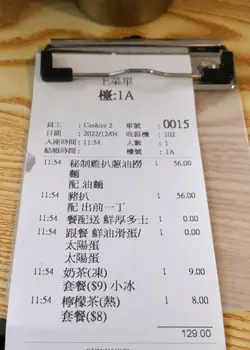 下菜單
檯:1A
員工 : Cashier 2 單號 : 0015
日期 : 2022/12/04 收銀機 : 102
入座時間 : 11:54 人數 : 1
結帳時間 : 檯號 : 1A
11:54 秘制雞扒蔥油撈 1 56.00
麵
配 油麵
11:54 豬扒 1 56.00
配 出前一丁
11:54 餐配送 鮮厚多士 1 0.00
11:54 跟餐 鮮油滑蛋/ 1 0.00
太陽蛋
太陽蛋
11:54 奶茶(凍) 1 9.00
套餐($9) 小冰
11:54 檸檬茶(熱) 1 8.00
套餐($8)
129.00